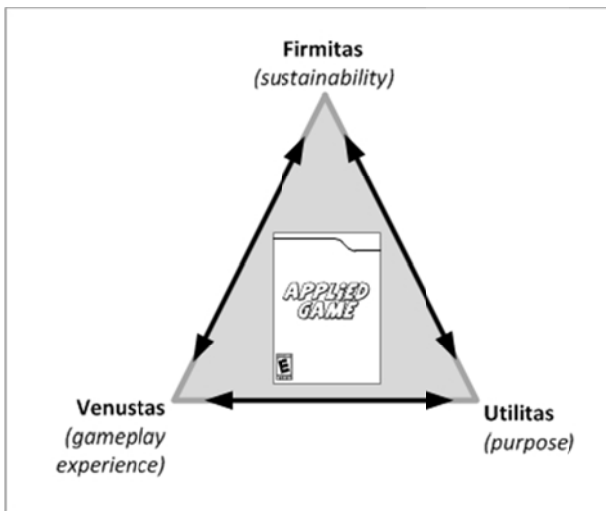 Firmitas
(sustainability)
APPLIED
GAME
E
Venustas
(gameplay
experience)
Utilitas
(purpose)